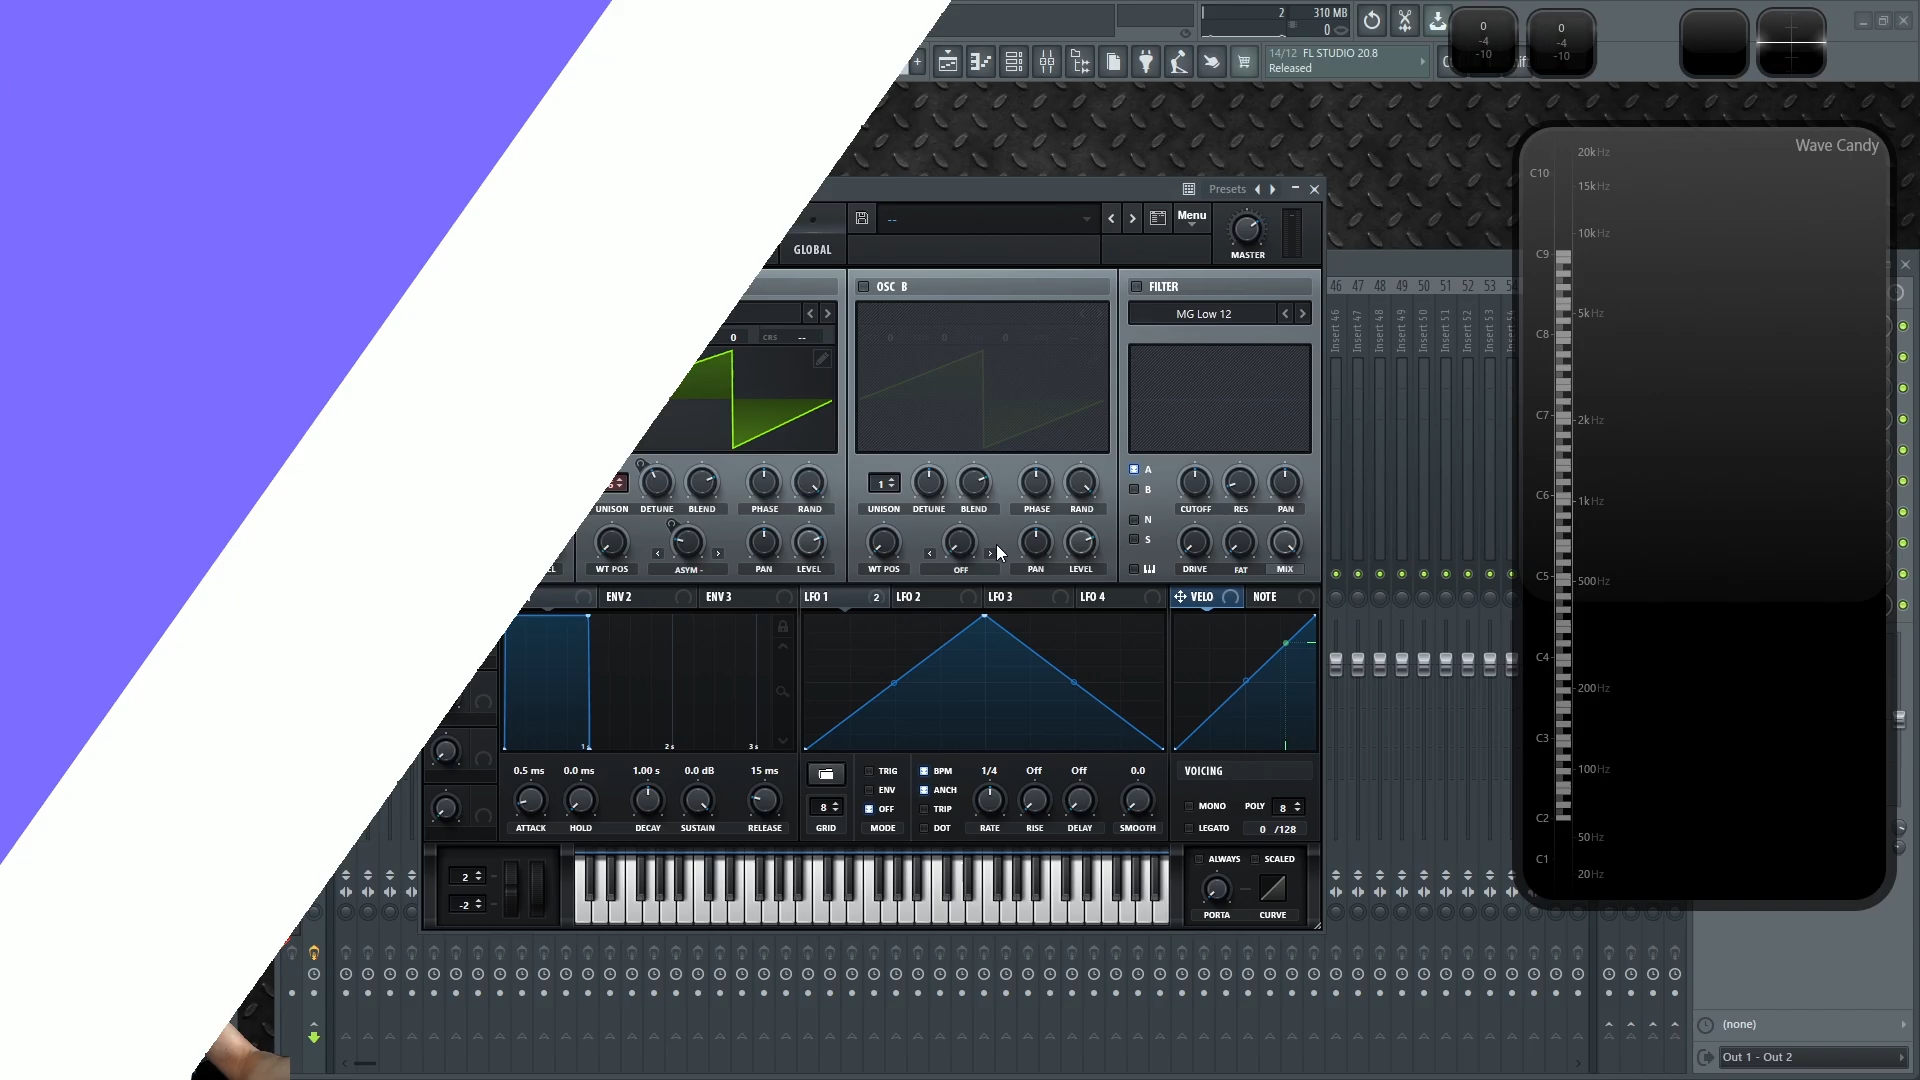 2
310 MB
0
14/12 FL STUDIO 20.8
Released
0
-4
-10
0
-4
-10
Wave Candy
20kHz
C10
15kHz
10kHz
C9
5kHz
C8
C7
2kHz
C6
1kHz
C5
500Hz
C4
200Hz
C3
100Hz
C2
50Hz
C1
20Hz
Presets
--
Menu
GLOBAL
MASTER
OSC B
FILTER
MG Low 12
0
CRS
--
A
B
N
S
UNISON DETUNE BLEND PHASE RAND
1
UNISON DETUNE BLEND PHASE RAND
CUTOFF RES PAN
WT POS ASYM - PAN LEVEL
WT POS OFF PAN LEVEL
DRIVE FAT MIX
46 47 48 49 50 51 52 53
Insert 46
Insert 47
Insert 48
Insert 49
Insert 50
Insert 51
Insert 52
Insert 53
ENV 2 ENV 3 LFO 1 2 LFO 2 LFO 3 LFO 4 VELO NOTE
1s
2s
3s
0.5 ms 0.0 ms 1.00 s 0.0 dB 15 ms
ATTACK HOLD DECAY SUSTAIN RELEASE
8
GRID
TRIG
ENV
OFF
MODE
BPM
ANCH
TRIP
DOT
1/4 Off Off 0.0
RATE RISE DELAY SMOOTH
VOICING
MONO POLY 8
LEGATO 0 /128
2
-2
ALWAYS SCALED
PORTA CURVE
(none)
Out 1 - Out 2